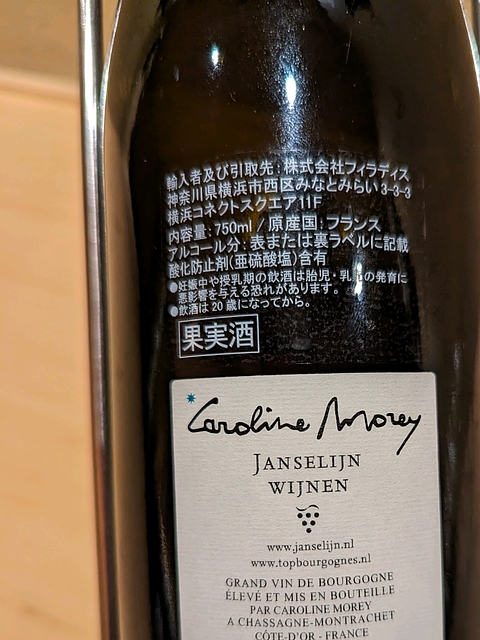 輸入者及び引取先:株式会社フィラディス
神奈川県横浜市西区みなとみらい3-3-3
横浜コネクトスクエア11F
内容量:750ml / 原産国:フランス
アルコール分:表または裏ラベルに記載
酸化防止剤(亜硫酸塩)含有
●妊娠中や授乳期の飲酒は胎児・乳児の発育に
悪影響を与える恐れがあります。
●飲酒は20歳になってから。
果実酒
Caroline Morey
JANSELIJN
WIJNEN
www.janselijn.nl
www.topbourgognes.nl
GRAND VIN DE BOURGOGNE
ÉLEVÉ ET MIS EN BOUTEILLE
PAR CAROLINE MOREY
A CHASSAGNE-MONTRACHET
CÔTE-D'OR - FRANCE